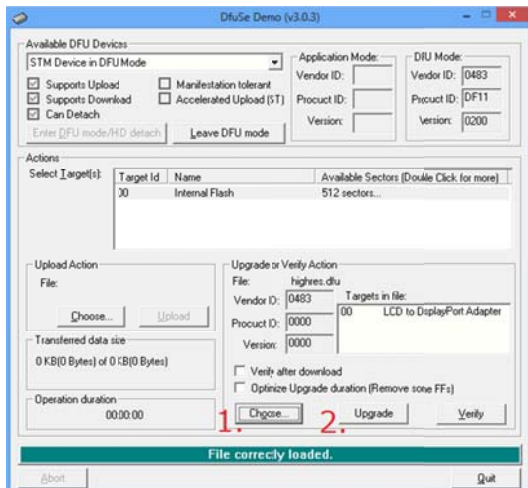 DfuSe Demo (v3.0.3)
Available DFU Devices
STM Device in DFU Mode
Supports Upload
Manifestation tolerant
Supports Download
Accelerated Upload (ST)
Can Detach
Enter DFU mode/HID detach
Leave DFU mode
Application Mode:
Vendor ID:
Procuct ID:
Version:
DFU Mode:
Vendor ID: 0483
Procuct ID: DF11
Version: 0200
Actions
Select Target(s):
Target Id Name Available Sectors (Double Click for more)
00 Internal Flash 512 sectors...
Upload Action
File:
Choose... Upload
Transferred data size
0 KB(0 Bytes) of 0 KB(0 Bytes)
Operation duration
00:00:00
Upgrade or Verify Action
File: highres.dfu
Vendor ID: 0483
Procuct ID: 0000
Version: 0000
Targets in file:
00 LCD to DsplayPort Adapter
Verify after download
Optimize Upgrade duration (Remove some FFs)
1. Choose... 2. Upgrade Verify
File correctly loaded.
Abort Quit